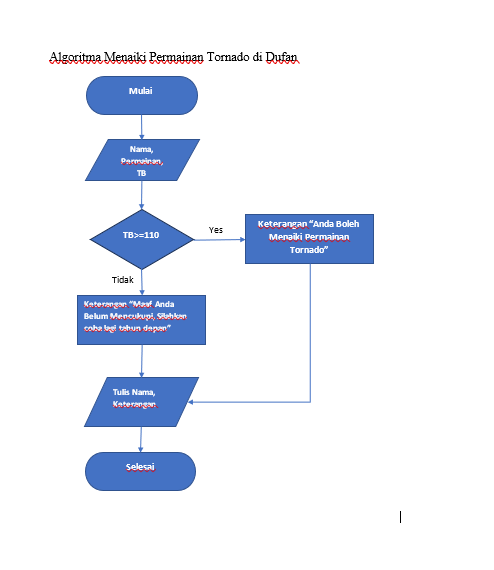 Algoritma Menaiki Permainan Tornado di Dufan
Mulai
Nama,
Permainan,
TB
TB>=110
Yes
Keterangan “Anda Boleh
Menaiki Permainan
Tornado”
Tidak
Keterangan “Maaf Anda
Belum Mencukupi, Silahkan
coba lagi tahun depan”
Tulis Nama,
Keterangan
Selesai